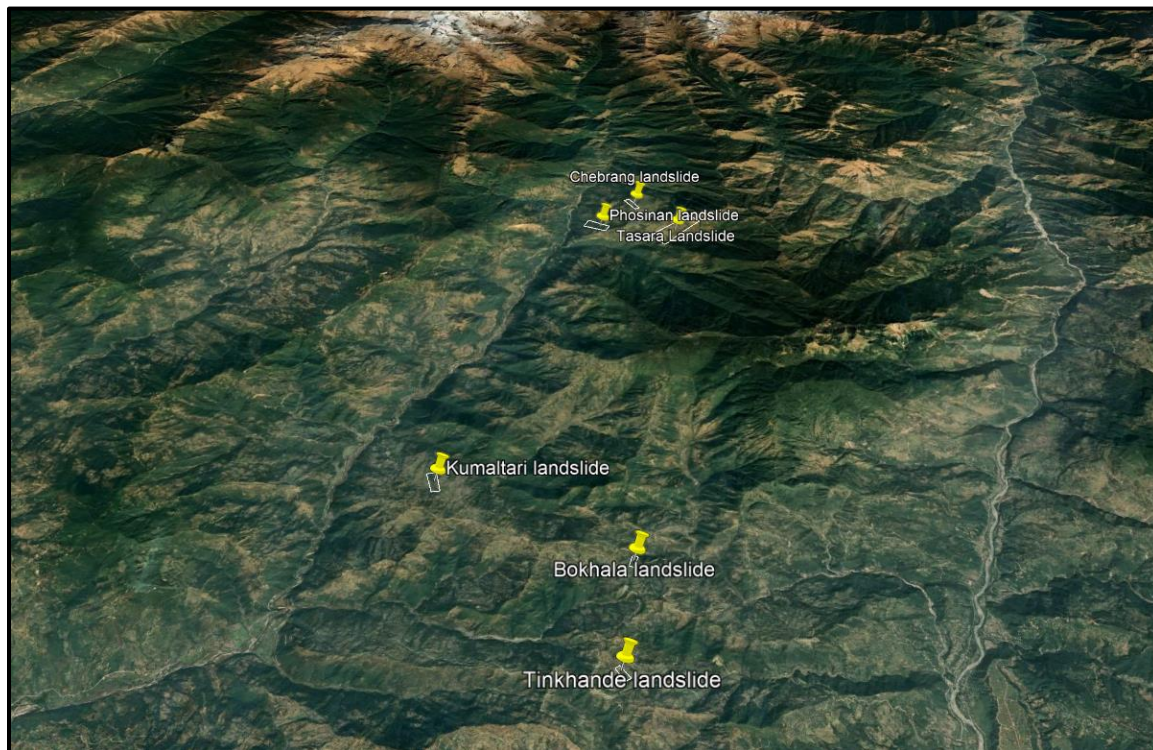 Chebrang landslide
Phosinan landslide
Tasara Landslide
Kumaltari landslide
Bokhala landslide
Tinkhande landslide